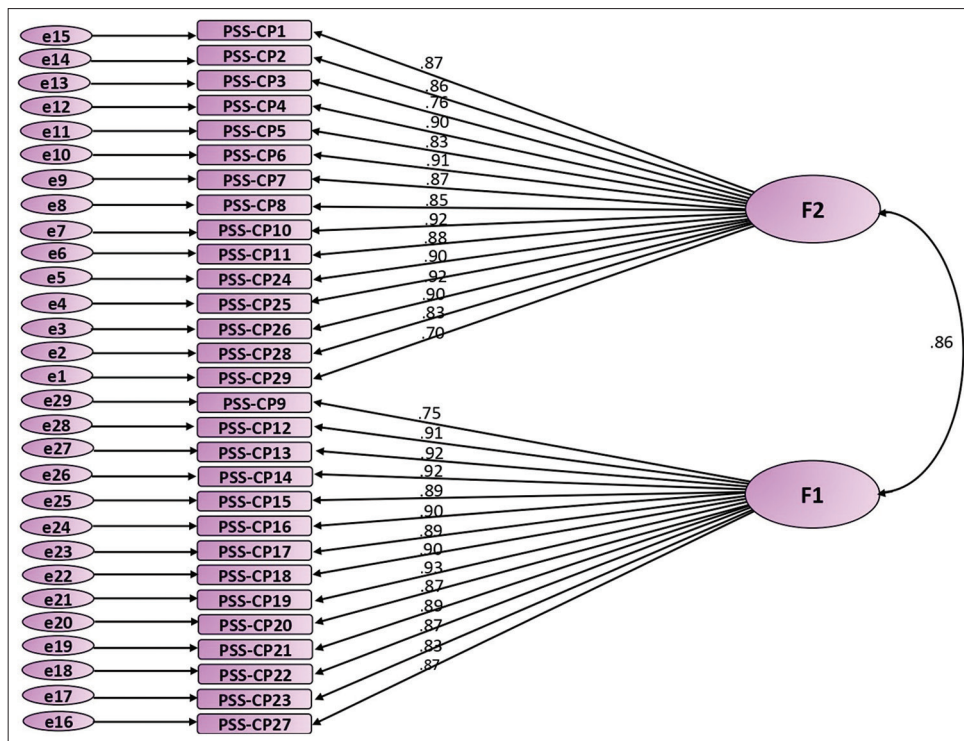 e15 PSS-CP1
e14 PSS-CP2 .87
e13 PSS-CP3 .86
e12 PSS-CP4 .76
e11 PSS-CP5 .90
e10 PSS-CP6 .83
e9 PSS-CP7 .91
e8 PSS-CP8 .87
e7 PSS-CP10 .85
e6 PSS-CP11 .92
e5 PSS-CP24 .88
e4 PSS-CP25 .90
e3 PSS-CP26 .92
e2 PSS-CP28 .90
e1 PSS-CP29 .83
.70
F2
.86
e29 PSS-CP9 .75
e28 PSS-CP12 .91
e27 PSS-CP13 .92
e26 PSS-CP14 .92
e25 PSS-CP15 .89
e24 PSS-CP16 .90
e23 PSS-CP17 .89
e22 PSS-CP18 .90
e21 PSS-CP19 .93
e20 PSS-CP20 .87
e19 PSS-CP21 .89
e18 PSS-CP22 .87
e17 PSS-CP23 .83
e16 PSS-CP27 .87
F1